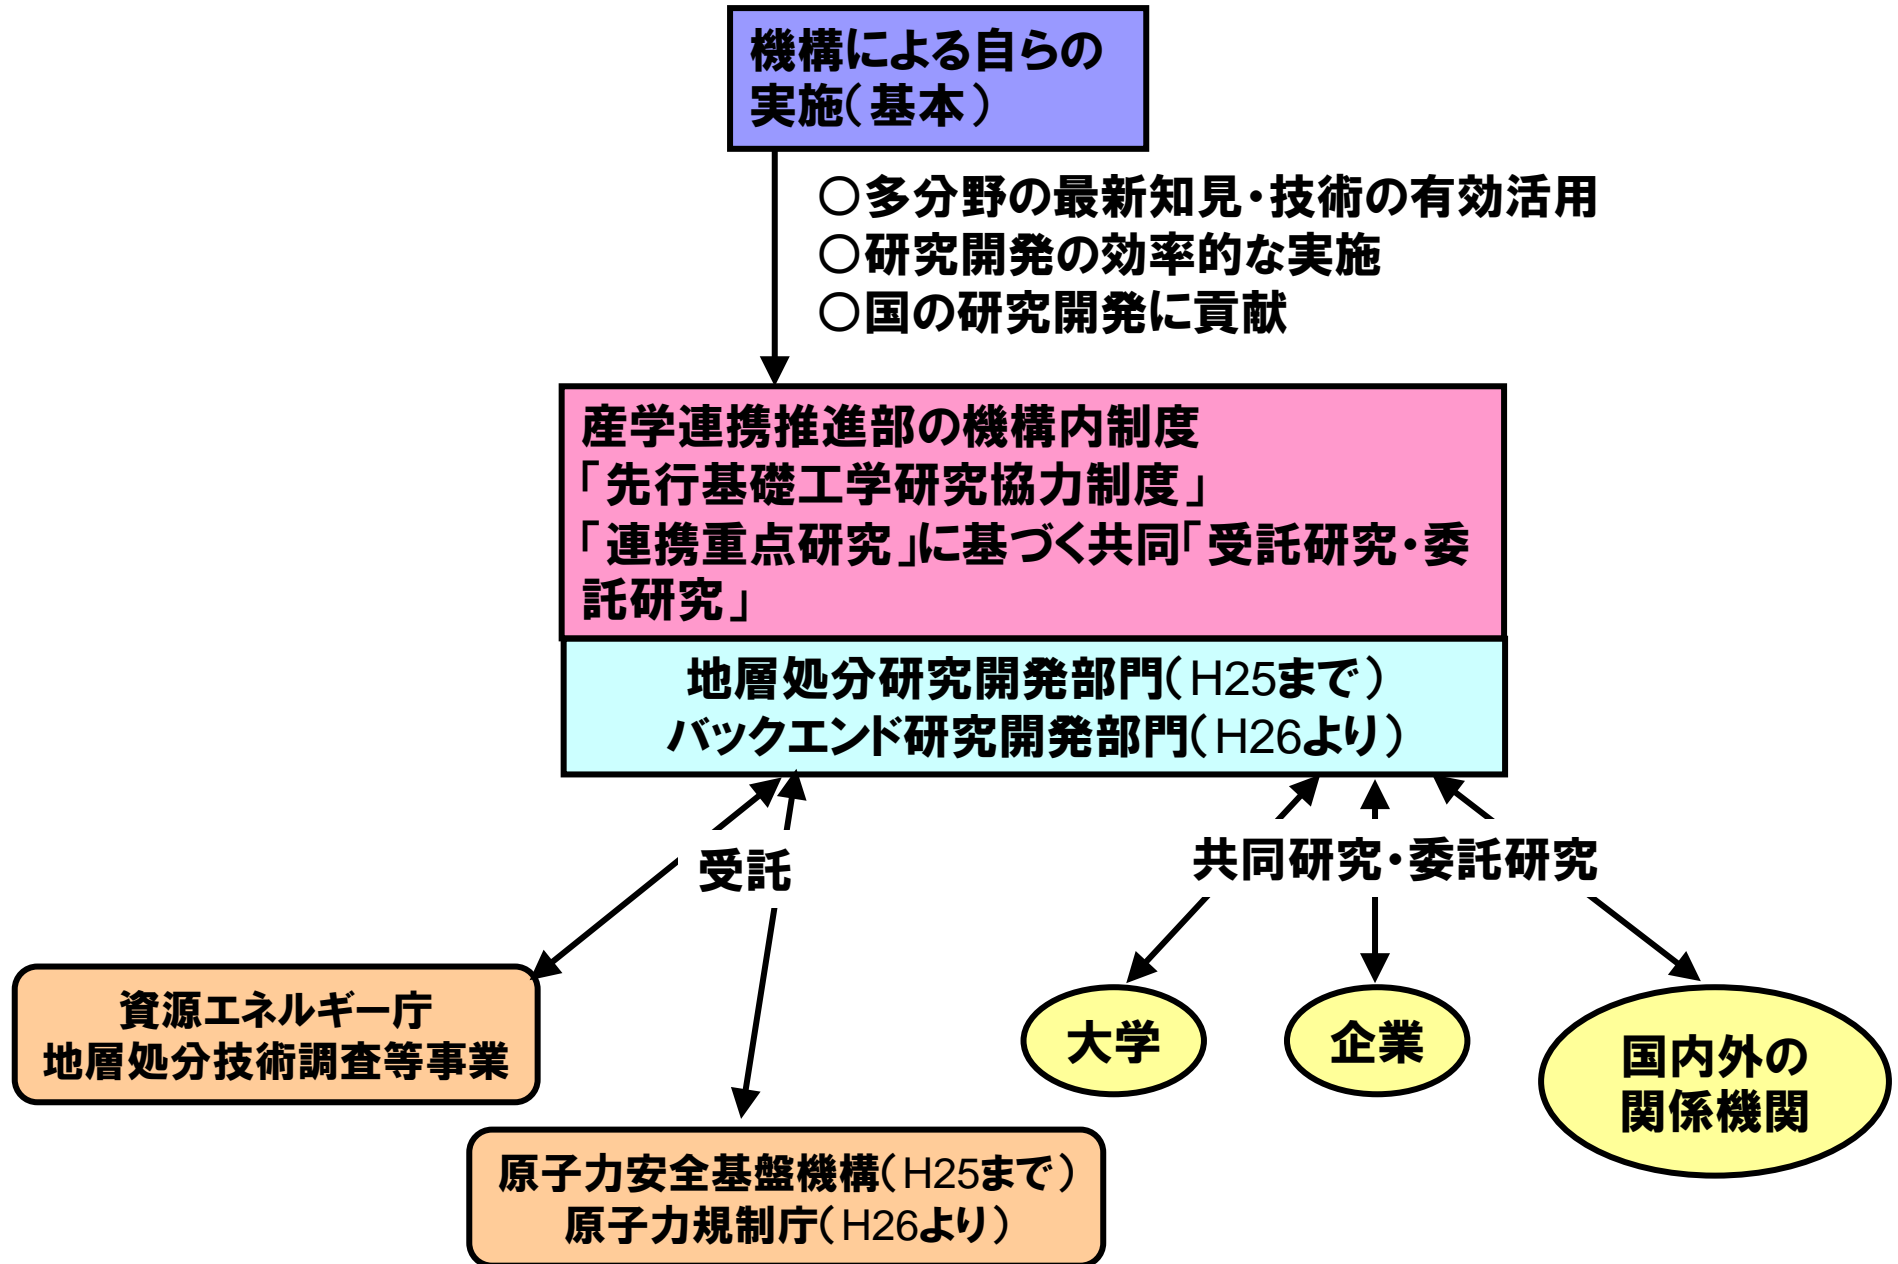 機構による自らの
実施(基本)
○多分野の最新知見・技術の有効活用
○研究開発の効率的な実施
○国の研究開発に貢献
産学連携推進部の機構内制度
「先行基礎工学研究協力制度」
「連携重点研究」に基づく共同「受託研究・委
託研究」
地層処分研究開発部門(H25まで)
バックエンド研究開発部門(H26より)
受託
共同研究・委託研究
資源エネルギー庁
地層処分技術調査等事業
大学
企業
国内外の
関係機関
原子力安全基盤機構(H25まで)
原子力規制庁(H26より)